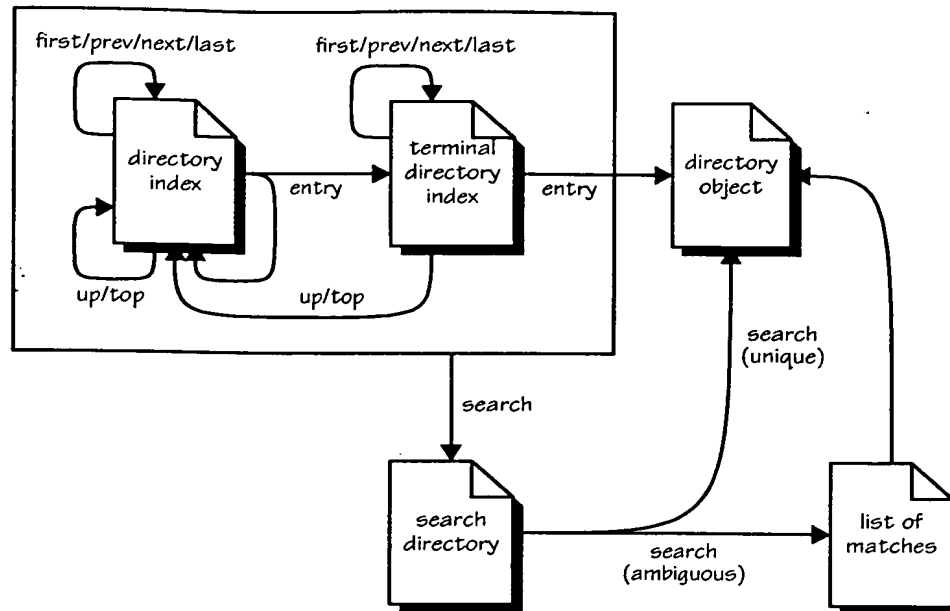 first/prev/next/last
first/prev/next/last
directory
index
entry
terminal
directory
index
entry
directory
object
up/top
up/top
search
(unique)
search
search
directory
search
(ambiguous)
list of
matches